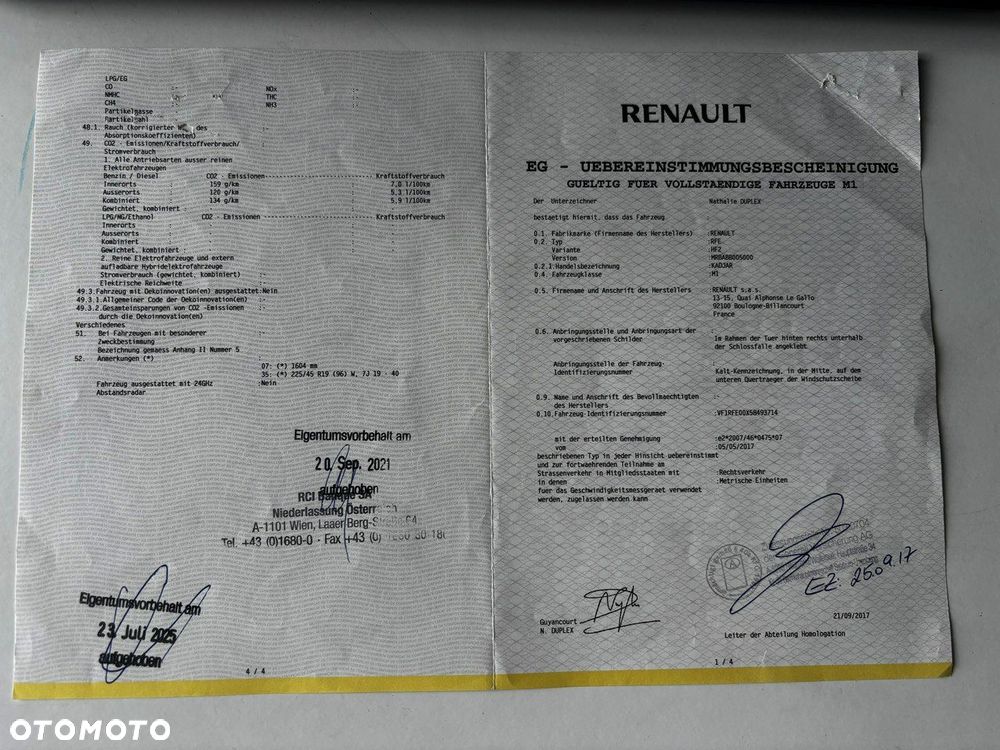 LPG/EG
CO : NOx :
NMHC : THC :
CH4 : NH3 :
Partikelmasse :
Partikelzahl :
48.1. Rauch (korrigierter des :-
Absorptionskoeffizienten)
49. CO2 - Emissionen/Kraftstoffverbrauch/ :
Stromverbrauch
1. Alle Antriebsarten ausser reinen
Elektrofahrzeugen
Benzin / Diesel CO2 - Emissionen Kraftstoffverbrauch
Innerorts : 159 g/km 7,0 l/100km
Ausserorts : 120 g/km 5,3 l/100km
Kombiniert : 134 g/km 5,9 l/100km
Gewichtet, kombiniert :
LPG/NG/Ethanol CO2 - Emissionen Kraftstoffverbrauch
Innerorts :
Ausserorts :
Kombiniert :
Gewichtet, kombiniert :
2. Reine Elektrofahrzeuge und extern
aufladbare Hybridelektrofahrzeuge
Stromverbrauch (gewichtet, kombiniert) :-
Elektrische Reichweite :-
49.3.Fahrzeug mit Oekoinnovation(en) ausgestattet:Nein
49.3.1.Allgemeiner Code der Oekoinnovation(en) :-
49.3.2.Gesamteinsparungen von CO2 -Emissionen :-
durch die Oekoinnovation(en)
Verschiedenes
51. Bei Fahrzeugen mit besonderer :-
Zweckbestimmung
Bezeichnung gemaess Anhang II Nummer 5
52. Anmerkungen (*) :
07: (*) 1604 mm
35: (*) 225/45 R19 (96) W, 7J 19 - 40
Fahrzeug ausgestattet mit 24GHz :Nein
Abstandsradar
Eigentumsvorbehalt am
20. Sep. 2021
aufgehoben
RCI Banque SA
Niederlassung Österreich
A-1101 Wien, Laaer Berg-Straße 64
Tel. +43 (0)1680-0 · Fax +43 (0)
Eigentumsvorbehalt am
23. Juli 2025
aufgehoben
4 / 4
RENAULT
EG - UEBEREINSTIMMUNGSBESCHEINIGUNG
GUELTIG FUER VOLLSTAENDIGE FAHRZEUGE M1
Der Unterzeichner Nathalie DUPLEX
bestaetigt hiermit, dass das Fahrzeug :
0.1. Fabrikmarke (Firmenname des Herstellers) :RENAULT
0.2. Typ :RFE
Variante :HF2
Version :MRBABB005000
0.2.1.Handelsbezeichnung :KADJAR
0.4. Fahrzeugklasse :M1
0.5. Firmenname und Anschrift des Herstellers :RENAULT s.a.s.
13-15, Quai Alphonse Le Gallo
92100 Boulogne-Billancourt
France
0.6. Anbringungsstelle und Anbringungsart der :
vorgeschriebenen Schilder Im Rahmen der Tuer hinten rechts unterhalb
der Schlossfalle angeklebt
Anbringungsstelle der Fahrzeug- :
Identifizierungsnummer Kalt-Kennzeichnung, in der Mitte, auf dem
unteren Quertraeger der Windschutzscheibe
0.9. Name und Anschrift des Bevollmaechtigten :-
des Herstellers
0.10.Fahrzeug-Identifizierungsnummer :VF1RFE00X58493714
mit der erteilten Genehmigung :e2*2007/46*0475*07
vom :05/05/2017
beschriebenen Typ in jeder Hinsicht uebereinstimmt
und zur fortwaehrenden Teilnahme am
Strassenverkehr in Mitgliedsstaaten mit :Rechtsverkehr
in denen :Metrische Einheiten
fuer das Geschwindigkeitsmessgeraet verwendet
werden, zugelassen werden kann
EZ: 25.09.17
21/09/2017
Guyancourt
N. DUPLEX
Leiter der Abteilung Homologation
1 / 4
OTOMOTO